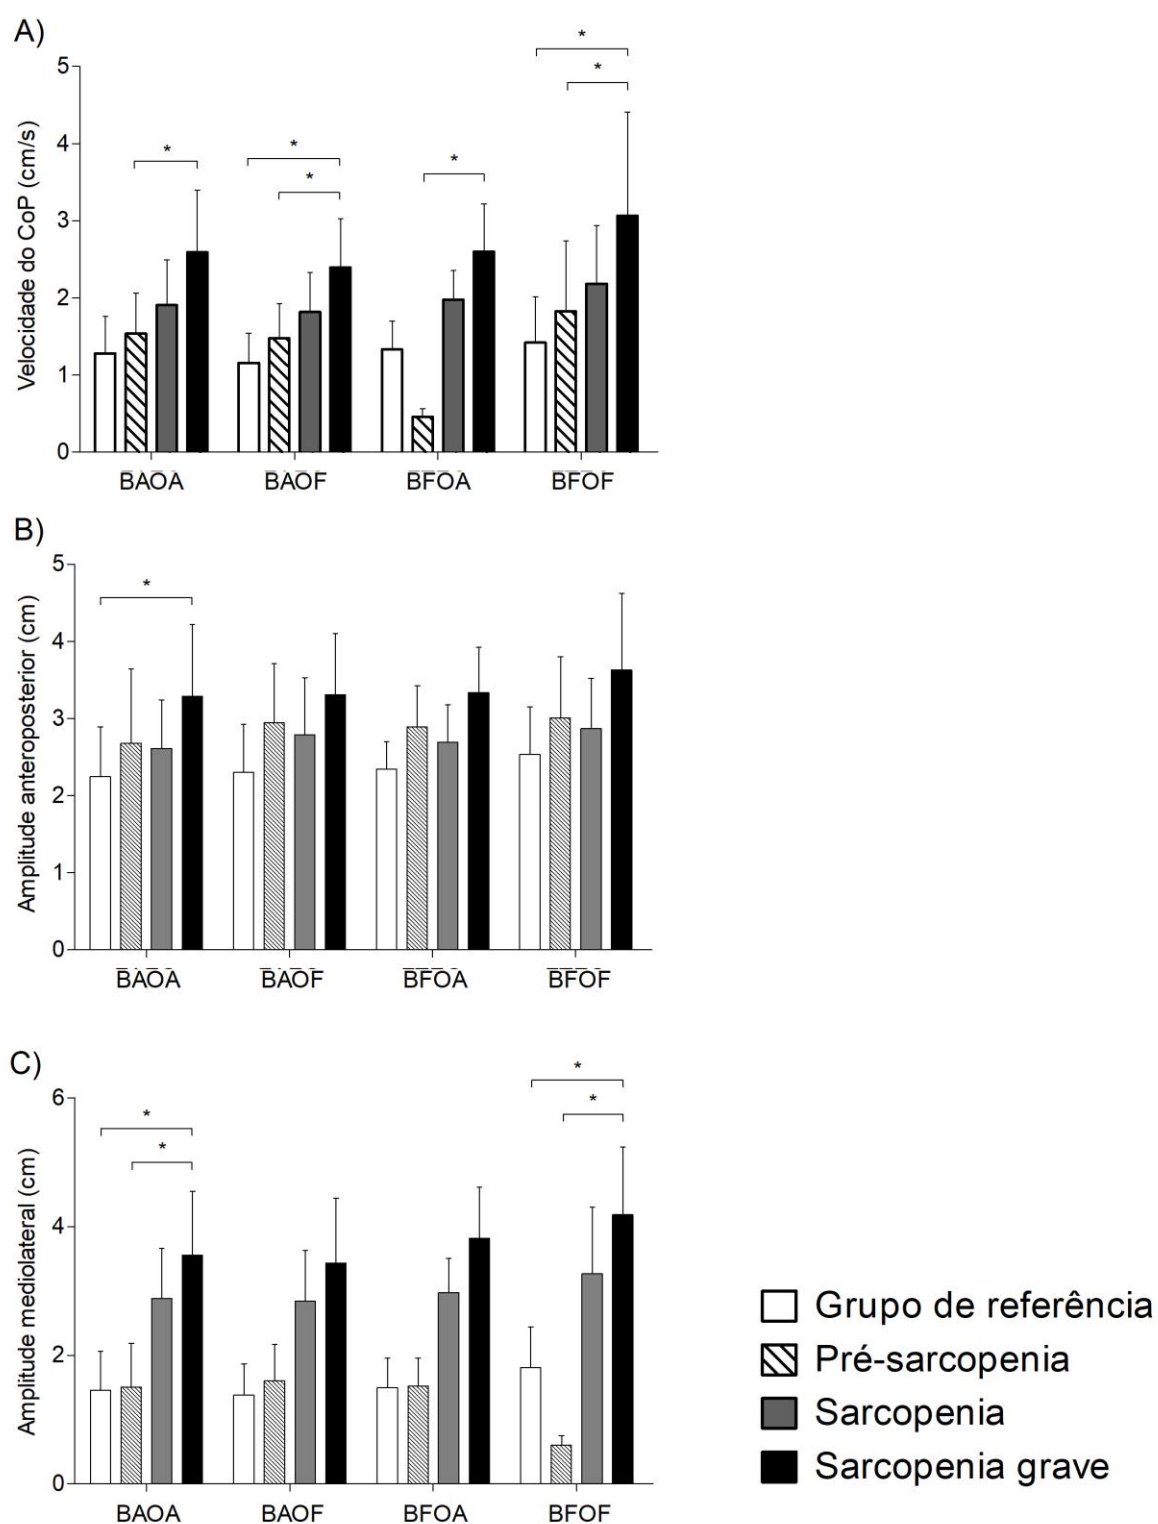 A)
Velocidade do CoP (cm/s)
5
4
3
2
1
0
*
*
*
*
*
*
BAOA BAOF BFOA BFOF
B)
Amplitude anteroposterior (cm)
5
4
3
2
1
0
*
BAOA BAOF BFOA BFOF
C)
Amplitude mediolateral (cm)
6
4
2
0
*
*
*
*
BAOA BAOF BFOA BFOF
Grupo de referência
Pré-sarcopenia
Sarcopenia
Sarcopenia grave